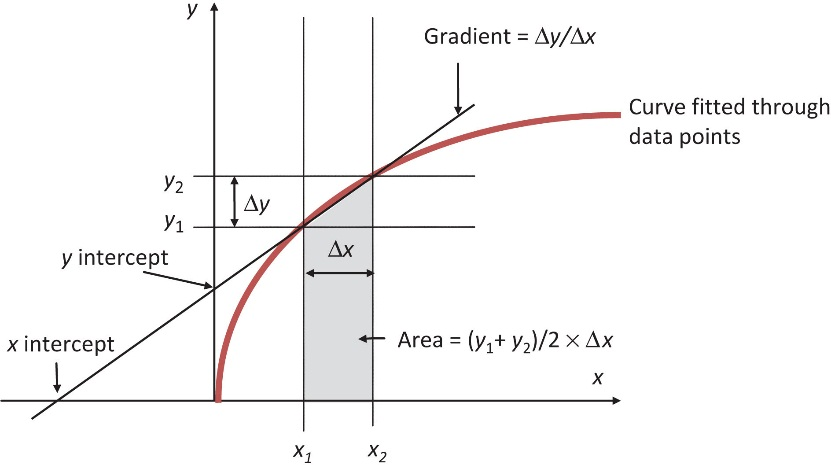 y
Gradient = Δy/Δx
Curve fitted through
data points
y₂
Δy
y₁
Δx
y intercept
x intercept
Area = (y₁+ y₂)/2 × Δx
x
x₁
x₂